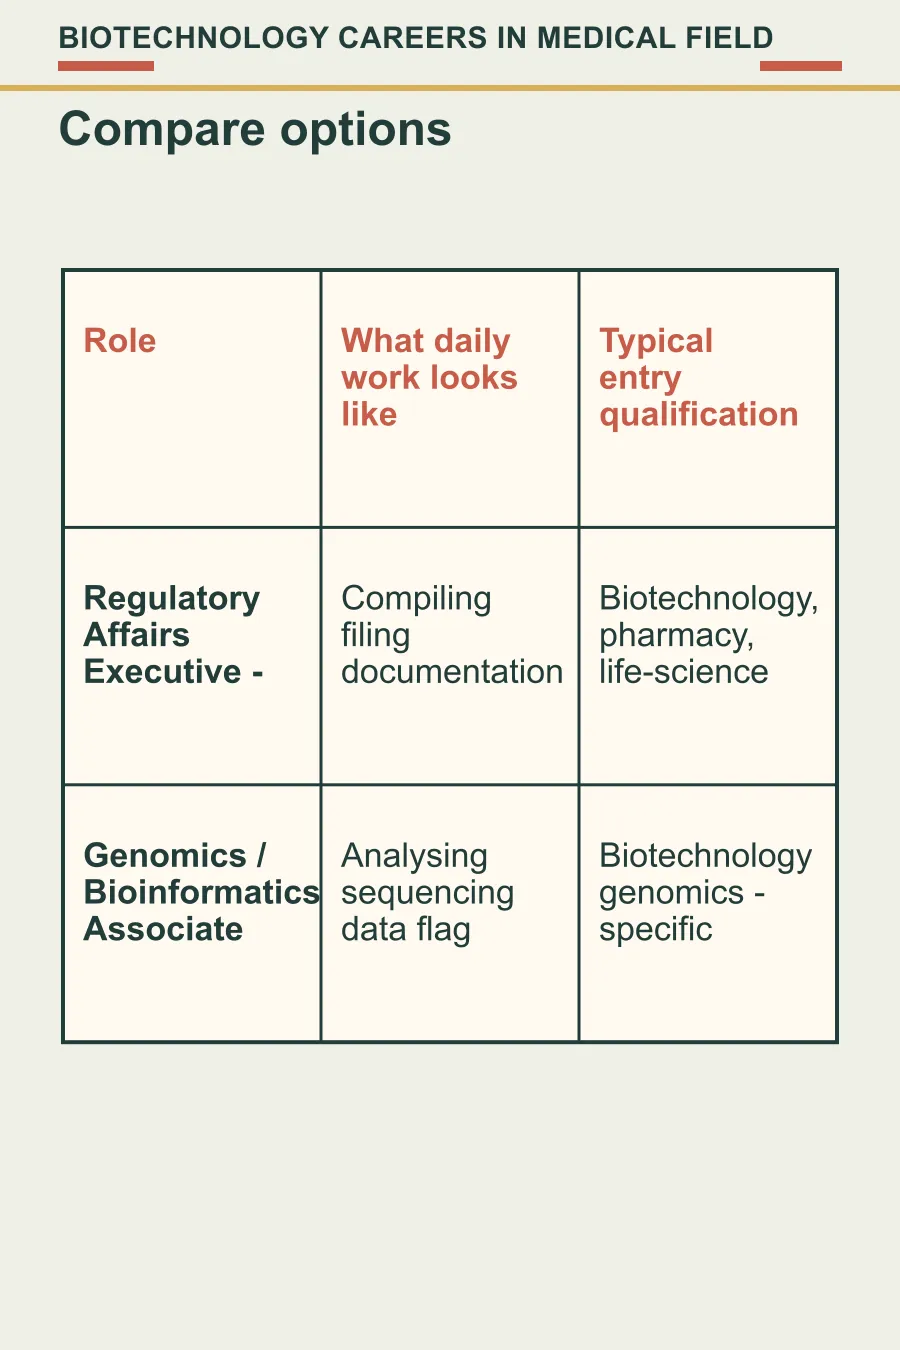 BIOTECHNOLOGY CAREERS IN MEDICAL FIELD
Compare options
Role
What daily
work looks
like
Typical
entry
qualification
Regulatory
Affairs
Executive -
Compiling
filing
documentation
Biotechnology,
pharmacy,
life-science
Genomics /
Bioinformatics
Associate
Analysing
sequencing
data flag
Biotechnology
genomics -
specific